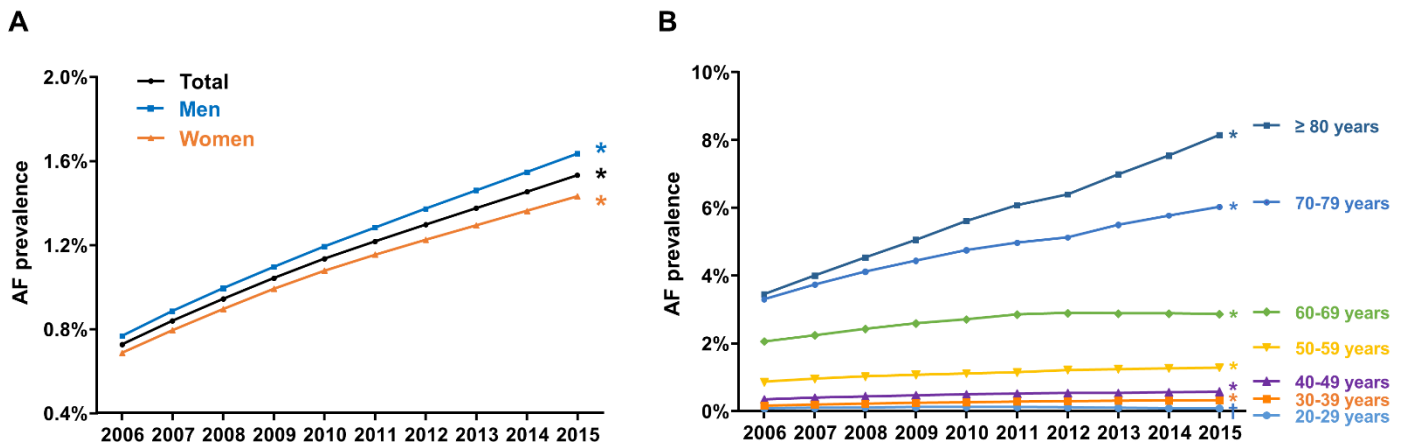 A
AF prevalence
2.0%
1.6%
1.2%
0.8%
0.4%
Total
Men
Women
*
*
*
2006 2007 2008 2009 2010 2011 2012 2013 2014 2015
B
AF prevalence
10%
8%
6%
4%
2%
0%
* ≥ 80 years
* 70-79 years
* 60-69 years
* 50-59 years
* 40-49 years
* 30-39 years
† 20-29 years
2006 2007 2008 2009 2010 2011 2012 2013 2014 2015